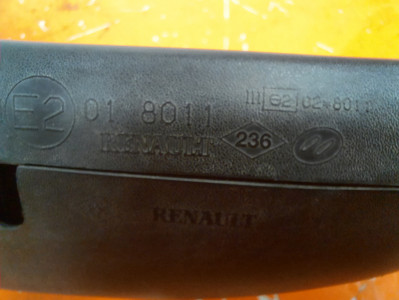 E2 01 8011 III e2 02-8011
RENAULT 236
RENAULT